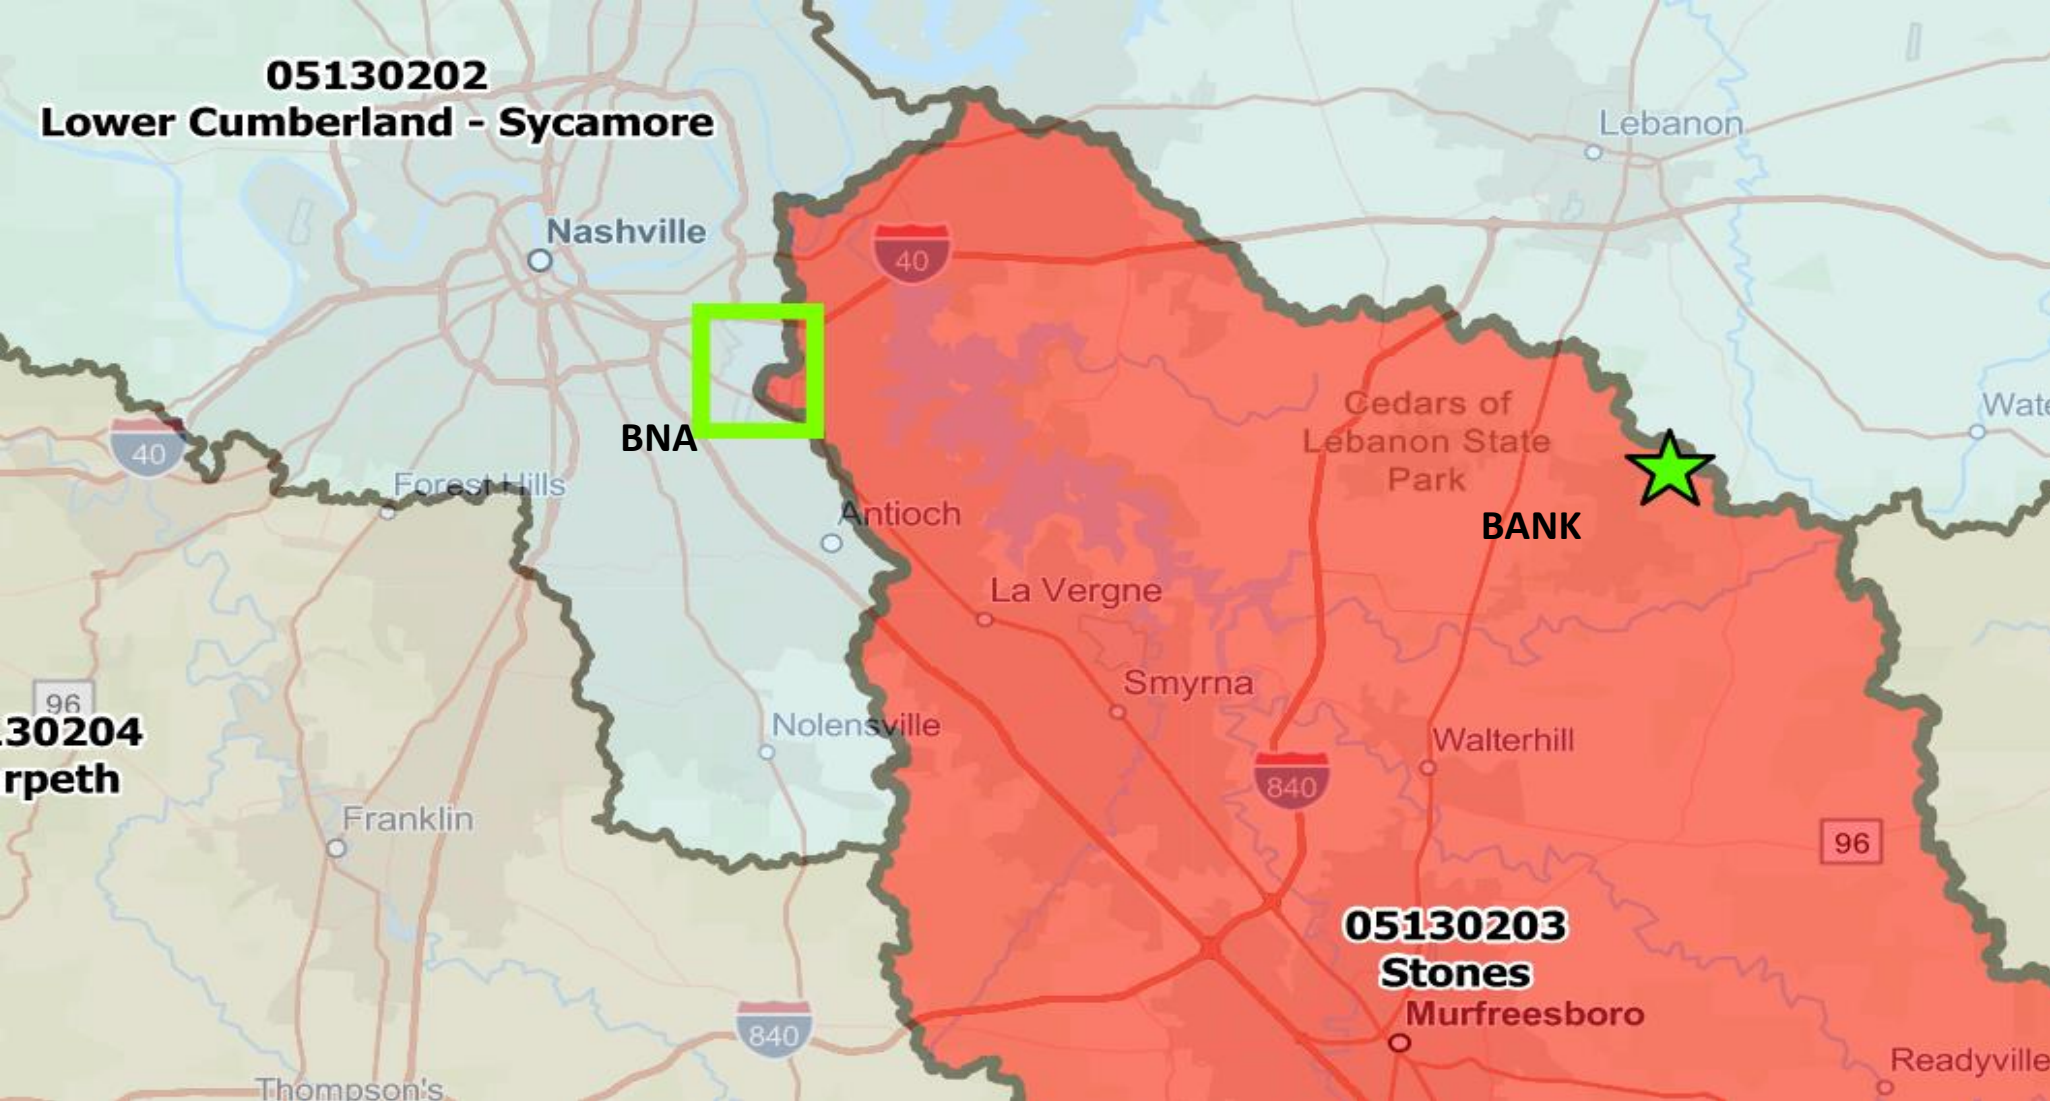 05130202
Lower Cumberland - Sycamore
Lebanon
Nashville
40
Wate
Cedars of
Lebanon State
Park
40
BNA
Forest Hills
Antioch
BANK
La Vergne
Smyrna
96
30204
rpeth
Nolensville
Walterhill
840
Franklin
96
05130203
Stones
Murfreesboro
840
Readyville
Thompson's